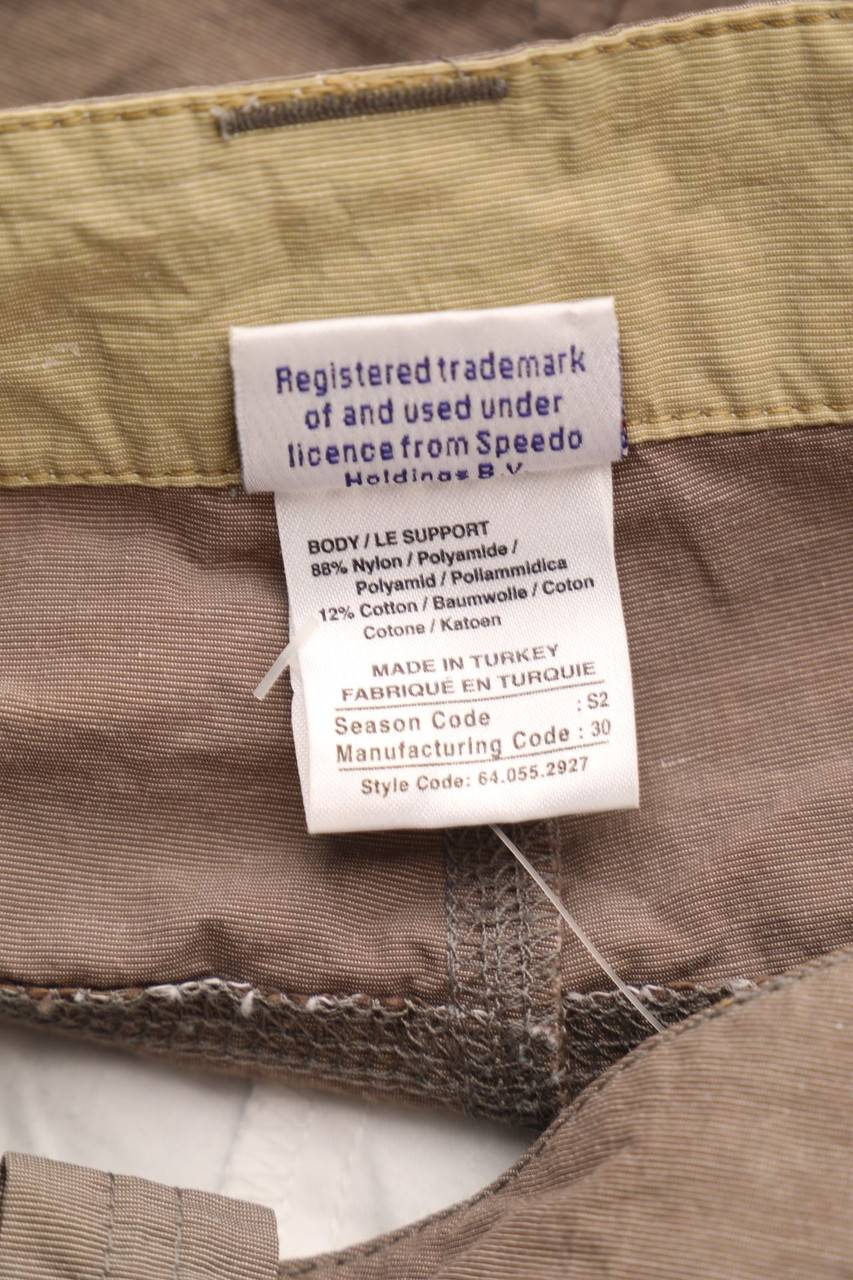 Registered trademark
of and used under
licence from Speedo
Holdings B.V
BODY / LE SUPPORT
88% Nylon / Polyamide /
Polyamid / Poliammidica
12% Cotton / Baumwolle / Coton
Cotone / Katoen
MADE IN TURKEY
FABRIQUÉ EN TURQUIE
Season Code : S2
Manufacturing Code : 30
Style Code: 64.055.2927